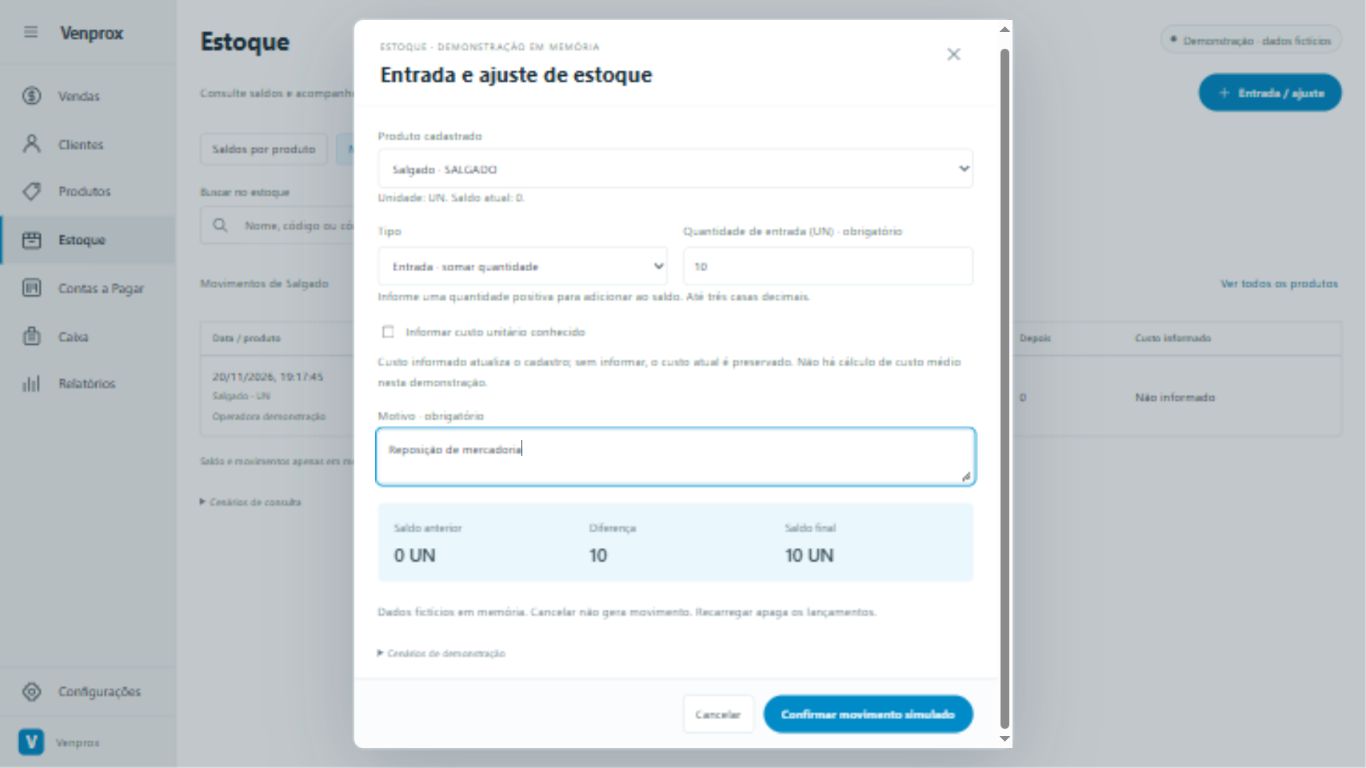 Venprox
Vendas
Clientes
Produtos
Estoque
Contas a Pagar
Caixa
Relatórios
Configurações
V Venprox
Estoque
Demonstração · dados fictícios
Consulte saldos e acompanh
+ Entrada / ajuste
Saldos por produto
Buscar no estoque
Nome, código ou có
Movimentos de Salgado
Ver todos os produtos
Data / produto
Depois
Custo informado
20/11/2026, 19:17:45
Salgado · UN
Operadora demonstração
0
Não informado
Saldo e movimentos apenas em m
Cenários de consulta
ESTOQUE · DEMONSTRAÇÃO EM MEMÓRIA
Entrada e ajuste de estoque
Produto cadastrado
Salgado · SALGADO
Unidade: UN. Saldo atual: 0.
Tipo
Quantidade de entrada (UN) · obrigatório
Entrada · somar quantidade
10
Informe uma quantidade positiva para adicionar ao saldo. Até três casas decimais.
Informar custo unitário conhecido
Custo informado atualiza o cadastro; sem informar, o custo atual é preservado. Não há cálculo de custo médio
nesta demonstração.
Motivo · obrigatório
Reposição de mercadoria
Saldo anterior
Diferença
Saldo final
0 UN
10
10 UN
Dados fictícios em memória. Cancelar não gera movimento. Recarregar apaga os lançamentos.
Cenários de demonstração
Cancelar
Confirmar movimento simulado